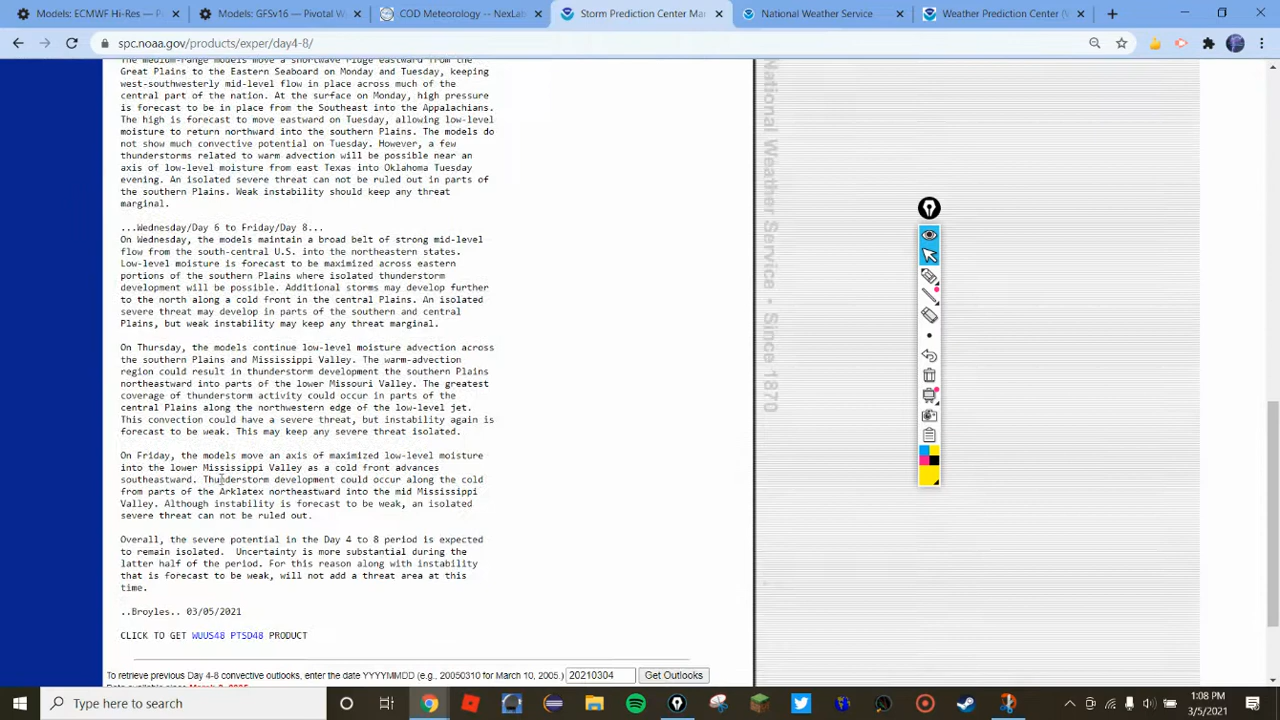 Models: ECMWF Hi-Res — P
Models: GFSv16 — Pivotal W
COD Meteorology -- NexLab
Storm Prediction Center Ma
National Weather Service
Weather Prediction Center (V
spc.noaa.gov/products/exper/day4-8/
The medium-range models move a shortwave ridge eastward from the
Great Plains to the Eastern Seaboard on Monday and Tuesday, keeping
west-southwesterly mid-level flow in place across much of the
central part of the nation. At the surface on Monday, high pressure
is forecast to be in place from the Southeast into the Appalachians.
The high is forecast to move eastward on Tuesday, allowing low-level
moisture to return northward into the southern Plains. The models do
not show much convective potential on Tuesday. However, a few
thunderstorms related to warm advection will be possible near an
axis of low-level moisture from east Texas into Oklahoma Tuesday
evening. An isolated severe threat can not be ruled out in parts of
the southern Plains. Weak instability should keep any threat
marginal.
...Wednesday/Day 6 to Friday/Day 8...
On Wednesday, the models maintain a broad belt of strong mid-level
flow from the south-central U.S. into the northeastern states.
Low-level moisture is forecast to be maximized across eastern
portions of the southern Plains where isolated thunderstorm
development will be possible. Additional storms may develop further
to the north along a cold front in the central Plains. An isolated
severe threat may develop in parts of the southern and central
Plains, but weak instability may keep any threat marginal.
On Thursday, the models continue low-level moisture advection across
the southern Plains and Mississippi Valley. The warm-advection
region could result in thunderstorm development the southern Plains
northeastward into parts of the lower Missouri Valley. The greatest
coverage of thunderstorm activity could occur in parts of the
central Plains along the northwestern edge of the low-level jet.
This convection could have a severe threat, but instability again is
forecast to be weak. This may keep any severe threat isolated.
On Friday, the models move an axis of maximized low-level moisture
into the lower Mississippi Valley as a cold front advances
southeastward. Thunderstorm development could occur along the cold
from parts of the Arklatex northeastward into the mid Mississippi
Valley. Although instability is forecast to be weak, an isolated
severe threat can not be ruled out.
Overall, the severe potential in the Day 4 to 8 period is expected
to remain isolated.  Uncertainty is more substantial during the
latter half of the period. For this reason along with instability
that is forecast to be weak, will not add a threat area at this
time.
..Broyles.. 03/05/2021
CLICK TO GET WUUS48 PTSD48 PRODUCT
To retrieve previous Day 4-8 convective outlooks, enter the date YYYYMMDD (e.g., 20050310 for March 10, 2005.) 20210304 Get Outlooks
National Weather Service • Since 1870
Type here to search
1:08 PM
3/5/2021